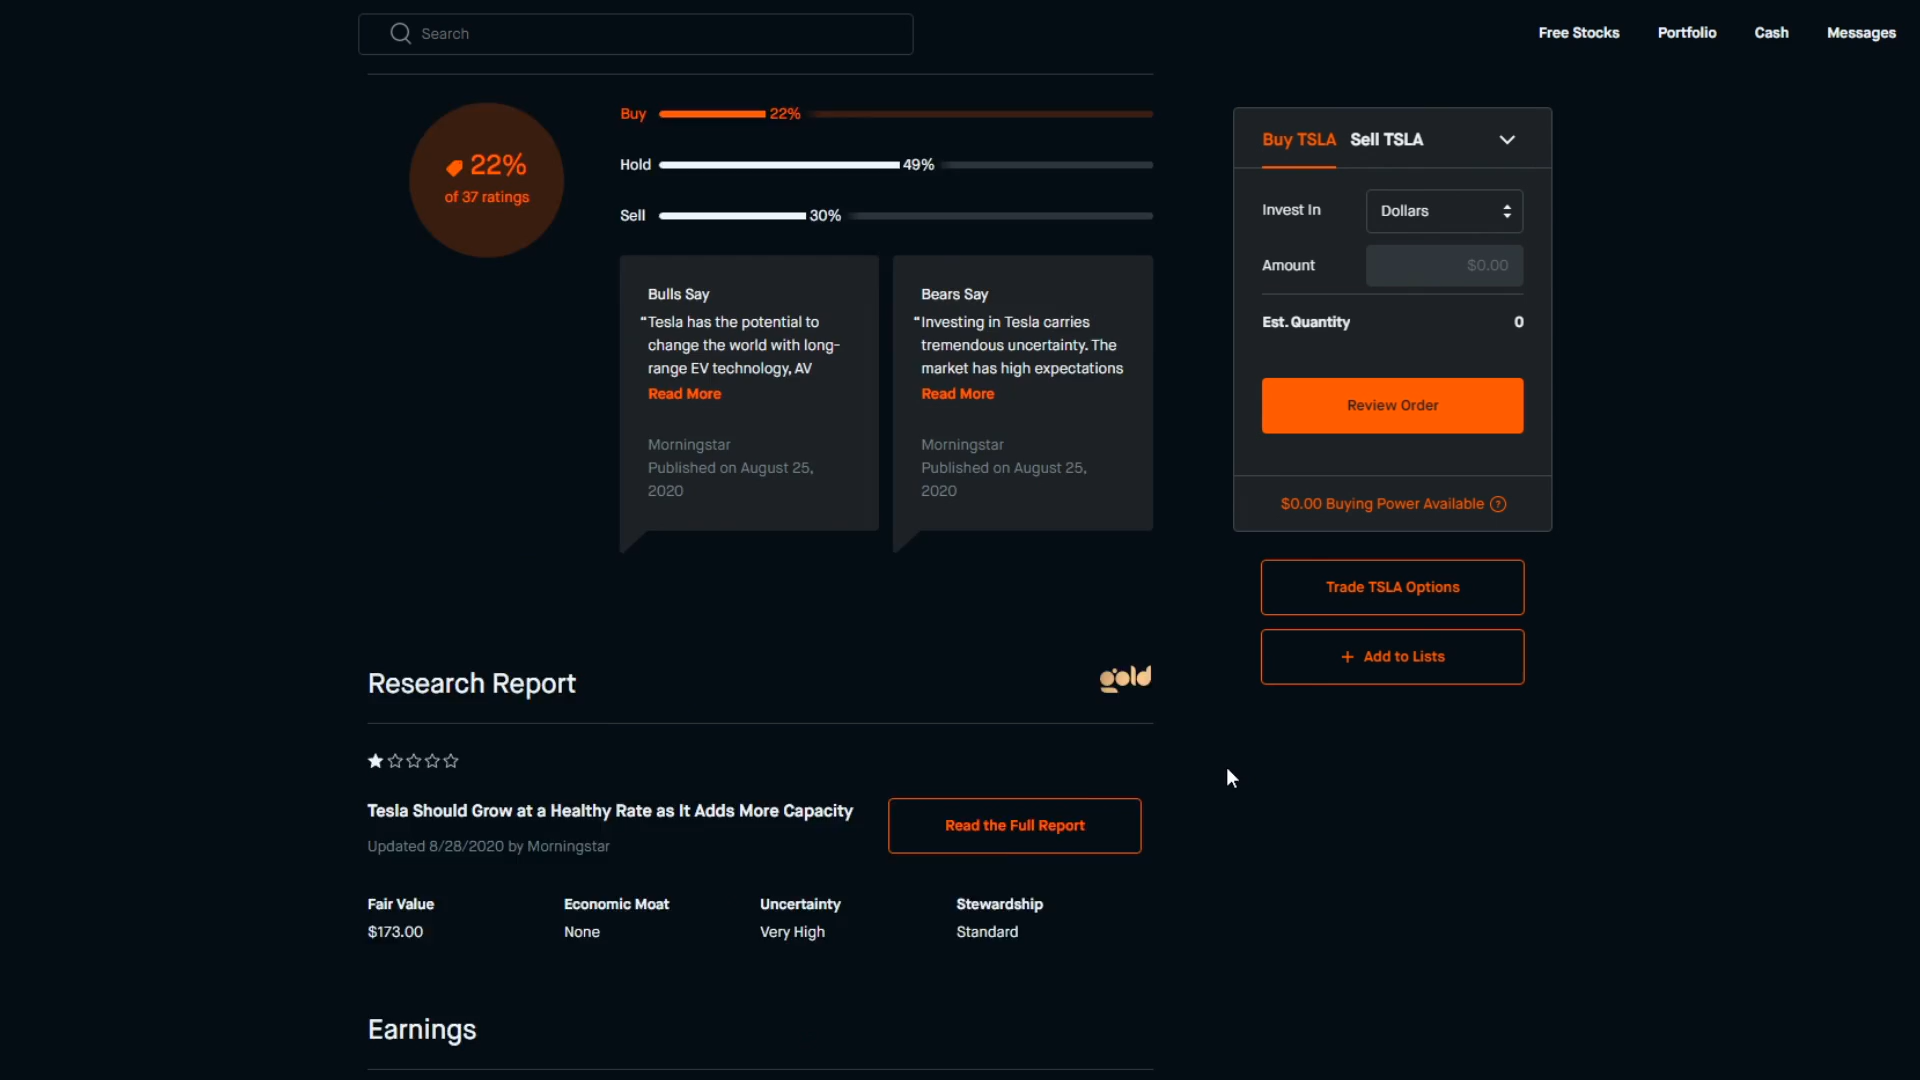 Search
Free Stocks
Portfolio
Cash
Messages
22%
of 37 ratings
Buy 22%
Hold 49%
Sell 30%
Bulls Say
“Tesla has the potential to
change the world with long-
range EV technology, AV
Read More
Morningstar
Published on August 25,
2020
Bears Say
“Investing in Tesla carries
tremendous uncertainty. The
market has high expectations
Read More
Morningstar
Published on August 25,
2020
Buy TSLA Sell TSLA
Invest In Dollars
Amount $0.00
Est. Quantity 0
Review Order
$0.00 Buying Power Available ?
Trade TSLA Options
+ Add to Lists
Research Report
gold
Tesla Should Grow at a Healthy Rate as It Adds More Capacity
Updated 8/28/2020 by Morningstar
Read the Full Report
Fair Value
$173.00
Economic Moat
None
Uncertainty
Very High
Stewardship
Standard
Earnings